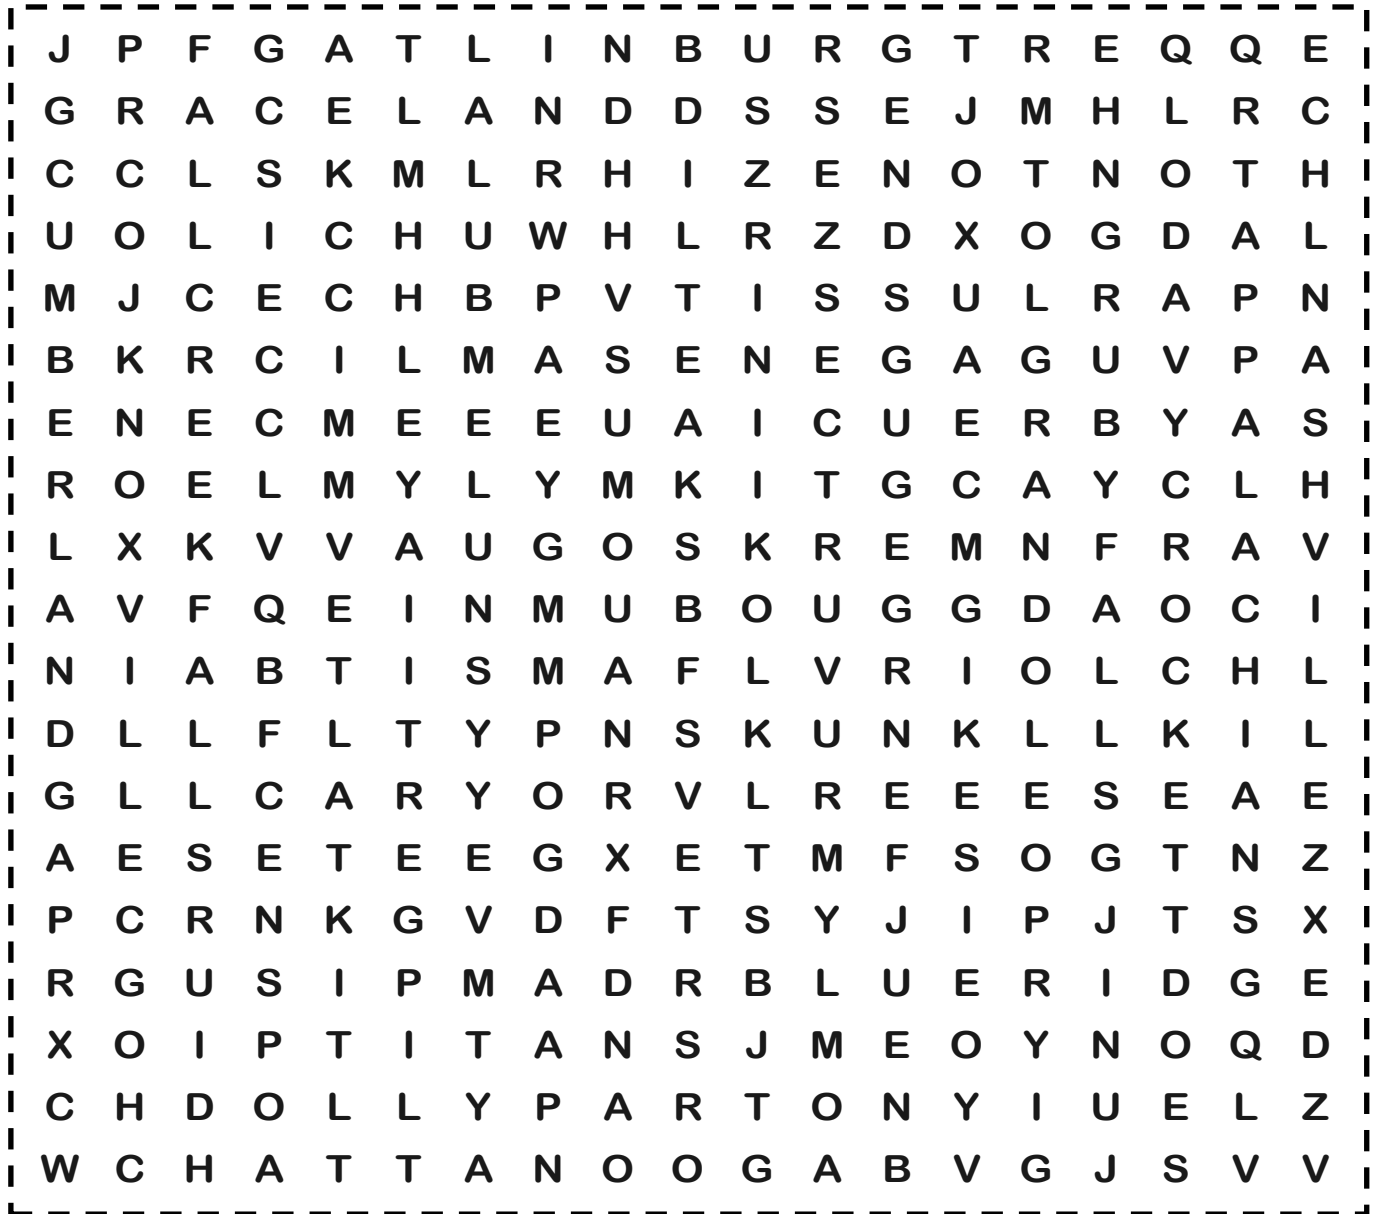 J P F G A T L I N B U R G T R E Q Q E
G R A C E L A N D D S S E J M H L R C
C C L S K M L R H I Z E N O T N O T H
U O L I C H U W H L R Z D X O G D A L
M J C E C H B P V T I S S U L R A P N
B K R C I L M A S E N E G A G U V P A
E N E C M E E E U A I C U E R B Y A S
R O E L M Y L Y M K I T G C A Y C L H
L X K V V A U G O S K R E M N F R A V
A V F Q E I N M U B O U G G D A O C I
N I A B T I S M A F L V R I O L C H L
D L L F L T Y P N S K U N K L L K I L
G L L C A R Y O R V L R E E E S E A E
A E S E T E E G X E T M F S O G T N Z
P C R N K G V D F T S Y J I P J T S X
R G U S I P M A D R B L U E R I D G E
X O I P T I T A N S J M E O Y N O Q D
C H D O L L Y P A R T O N Y I U E L Z
W C H A T T A N O O G A B V G J S V V